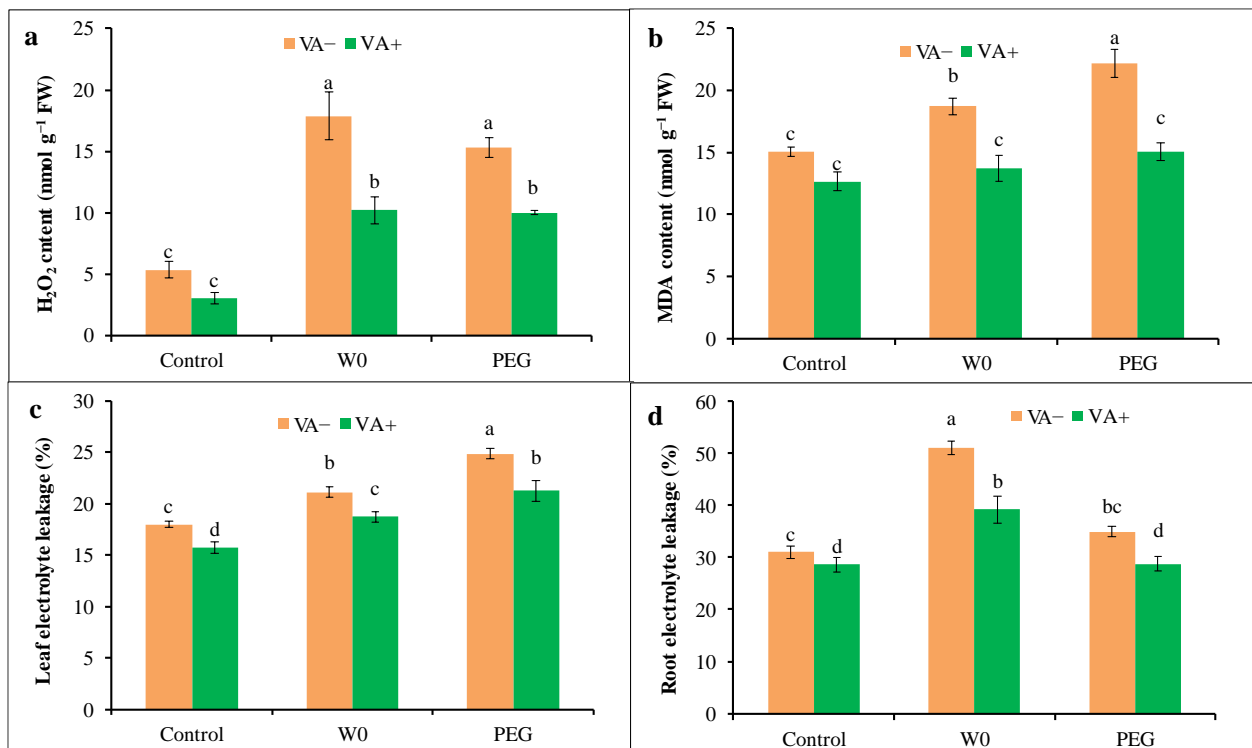 a
VA− VA+
H₂O₂ cntent (nmol g⁻¹ FW)
25
20
15
10
5
0
c
c
a
b
a
b
Control W0 PEG
b
VA− VA+
MDA content (nmol g⁻¹ FW)
25
20
15
10
5
0
c
c
b
c
a
c
Control W0 PEG
c
VA− VA+
Leaf electrolyte leakage (%)
30
25
20
15
10
5
0
c
d
b
c
a
b
Control W0 PEG
d
VA− VA+
Root electrolyte leakage (%)
60
50
40
30
20
10
0
c
d
a
b
bc
d
Control W0 PEG